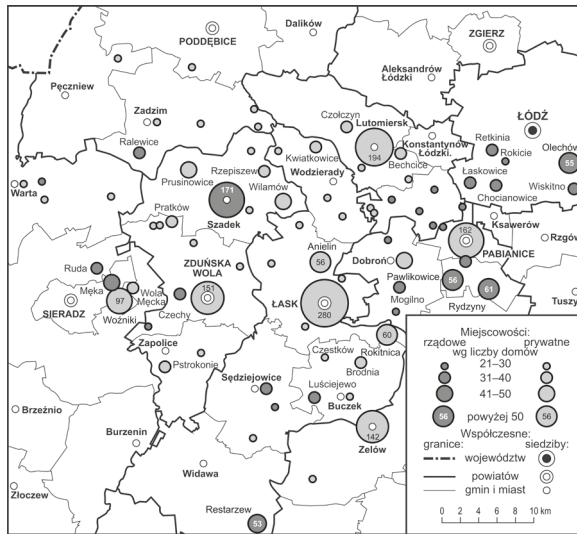 Dalików
ZGIERZ
PODDĘBICE
Aleksandrów
Łódzki
Pęczniew
Zadzim
Człoczyn
Lutomiersk
ŁÓDŹ
194
Konstantynów
Łódzki
Retkinia
Rokicie
Olechów
55
Ralewice
Kwiatkowice
Bechcice
Rzepiszew
Wodzierady
Łaskowice
Wiskitno
Prusinowice
171
Wilamów
Chocianowice
Warta
Szadek
Ksawerów
Pratków
162
Rzgów
Anielin
PABIANICE
ZDUŃSKA
WOLA
56
Dobroń
Ruda
Pawlikowice
56
Męka
Wola
Męcka
151
61
Tuszyn
97
ŁASK
Mogilno
SIERADZ
Woźniki
Czechy
280
Rydzyny
60
Zapolice
Czestków
Rokitnica
Pstrokonie
Brodnia
Sędziejowice
Luściejewo
Brzeźnio
Buczek
Burzenin
142
Zelów
Widawa
Złoczew
Restarzew
53
Miejscowości:
rządowe prywatne
wg liczby domów
21–30
31–40
41–50
56 powyżej 50 56
Współczesne:
granice: siedziby:
województw
powiatów
gmin i miast
0 2 4 6 8 10 km